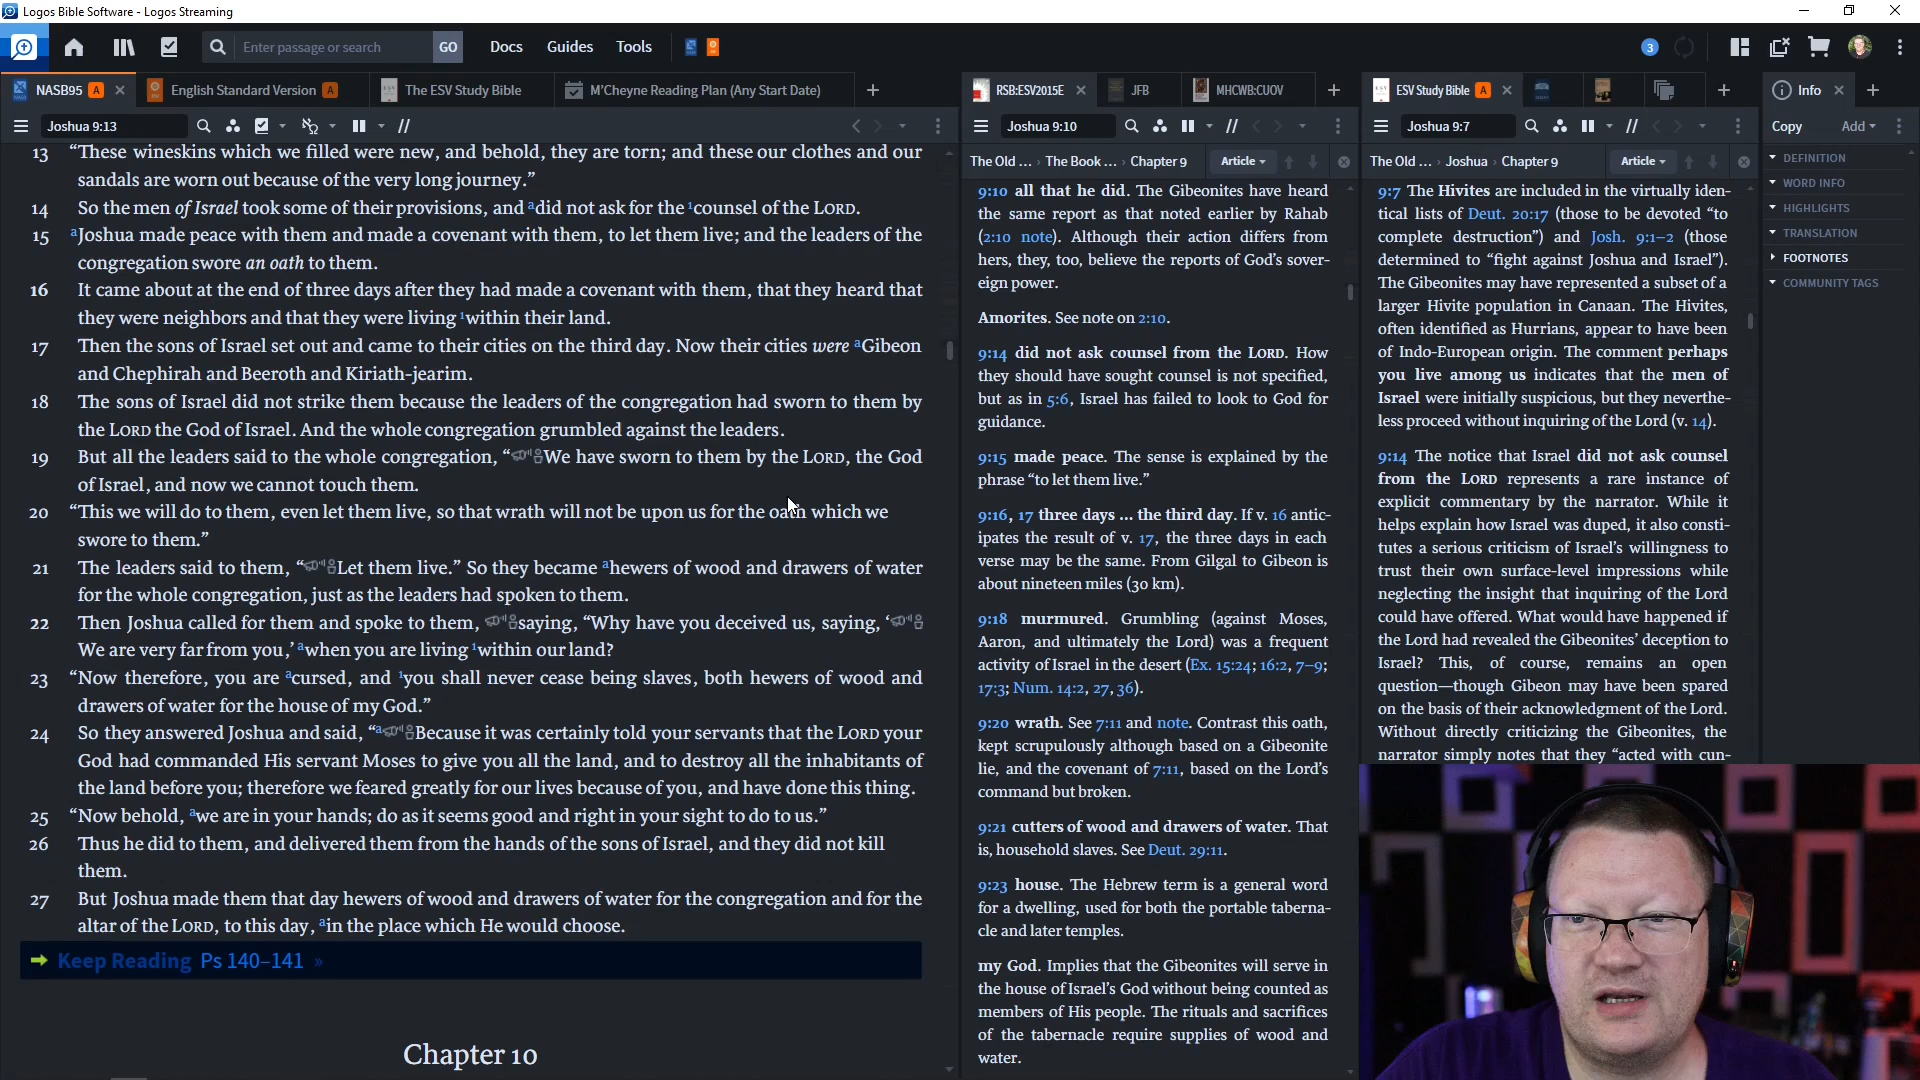 Logos Bible Software - Logos Streaming
Enter passage or search
GO
Docs
Guides
Tools
3
NASB95 A
English Standard Version A
The ESV Study Bible
M'Cheyne Reading Plan (Any Start Date)
Joshua 9:13
13 “These wineskins which we filled were new, and behold, they are torn; and these our clothes and our
sandals are worn out because of the very long journey.”
14 So the men of Israel took some of their provisions, and ᵃdid not ask for the ¹counsel of the LORD.
15 ᵃJoshua made peace with them and made a covenant with them, to let them live; and the leaders of the
congregation swore an oath to them.
16 It came about at the end of three days after they had made a covenant with them, that they heard that
they were neighbors and that they were living ¹within their land.
17 Then the sons of Israel set out and came to their cities on the third day. Now their cities were ᵃGibeon
and Chephirah and Beeroth and Kiriath-jearim.
18 The sons of Israel did not strike them because the leaders of the congregation had sworn to them by
the LORD the God of Israel. And the whole congregation grumbled against the leaders.
19 But all the leaders said to the whole congregation, “We have sworn to them by the LORD, the God
of Israel, and now we cannot touch them.
20 “This we will do to them, even let them live, so that wrath will not be upon us for the oath which we
swore to them.”
21 The leaders said to them, “Let them live.” So they became ᵃhewers of wood and drawers of water
for the whole congregation, just as the leaders had spoken to them.
22 Then Joshua called for them and spoke to them, saying, “Why have you deceived us, saying, ‘
We are very far from you,’ ᵃwhen you are living ¹within our land?
23 “Now therefore, you are ᵃcursed, and ¹you shall never cease being slaves, both hewers of wood and
drawers of water for the house of my God.”
24 So they answered Joshua and said, “ᵃBecause it was certainly told your servants that the LORD your
God had commanded His servant Moses to give you all the land, and to destroy all the inhabitants of
the land before you; therefore we feared greatly for our lives because of you, and have done this thing.
25 “Now behold, ᵃwe are in your hands; do as it seems good and right in your sight to do to us.”
26 Thus he did to them, and delivered them from the hands of the sons of Israel, and they did not kill
them.
27 But Joshua made them that day hewers of wood and drawers of water for the congregation and for the
altar of the LORD, to this day, ᵃin the place which He would choose.
Keep Reading Ps 140–141 »
Chapter 10
RSB:ESV2015E
JFB
MHCWB:CUOV
Joshua 9:10
The Old ... › The Book ... › Chapter 9
Article
9:10 all that he did. The Gibeonites have heard
the same report as that noted earlier by Rahab
(2:10 note). Although their action differs from
hers, they, too, believe the reports of God’s sover-
eign power.
Amorites. See note on 2:10.
9:14 did not ask counsel from the LORD. How
they should have sought counsel is not specified,
but as in 5:6, Israel has failed to look to God for
guidance.
9:15 made peace. The sense is explained by the
phrase “to let them live.”
9:16, 17 three days ... the third day. If v. 16 antic-
ipates the result of v. 17, the three days in each
verse may be the same. From Gilgal to Gibeon is
about nineteen miles (30 km).
9:18 murmured. Grumbling (against Moses,
Aaron, and ultimately the Lord) was a frequent
activity of Israel in the desert (Ex. 15:24; 16:2, 7–9;
17:3; Num. 14:2, 27, 36).
9:20 wrath. See 7:11 and note. Contrast this oath,
kept scrupulously although based on a Gibeonite
lie, and the covenant of 7:11, based on the Lord’s
command but broken.
9:21 cutters of wood and drawers of water. That
is, household slaves. See Deut. 29:11.
9:23 house. The Hebrew term is a general word
for a dwelling, used for both the portable taberna-
cle and later temples.
my God. Implies that the Gibeonites will serve in
the house of Israel’s God without being counted as
members of His people. The rituals and sacrifices
of the tabernacle require supplies of wood and
water.
ESV Study Bible A
Joshua 9:7
The Old ... › Joshua › Chapter 9
Article
9:7 The Hivites are included in the virtually iden-
tical lists of Deut. 20:17 (those to be devoted “to
complete destruction”) and Josh. 9:1–2 (those
determined to “fight against Joshua and Israel”).
The Gibeonites may have represented a subset of a
larger Hivite population in Canaan. The Hivites,
often identified as Hurrians, appear to have been
of Indo-European origin. The comment perhaps
you live among us indicates that the men of
Israel were initially suspicious, but they neverthe-
less proceed without inquiring of the Lord (v. 14).
9:14 The notice that Israel did not ask counsel
from the LORD represents a rare instance of
explicit commentary by the narrator. While it
helps explain how Israel was duped, it also consti-
tutes a serious criticism of Israel’s willingness to
trust their own surface-level impressions while
neglecting the insight that inquiring of the Lord
could have offered. What would have happened if
the Lord had revealed the Gibeonites’ deception to
Israel? This, of course, remains an open
question—though Gibeon may have been spared
on the basis of their acknowledgment of the Lord.
Without directly criticizing the Gibeonites, the
narrator simply notes that they “acted with cun-
Info
Copy
Add
DEFINITION
WORD INFO
HIGHLIGHTS
TRANSLATION
FOOTNOTES
COMMUNITY TAGS